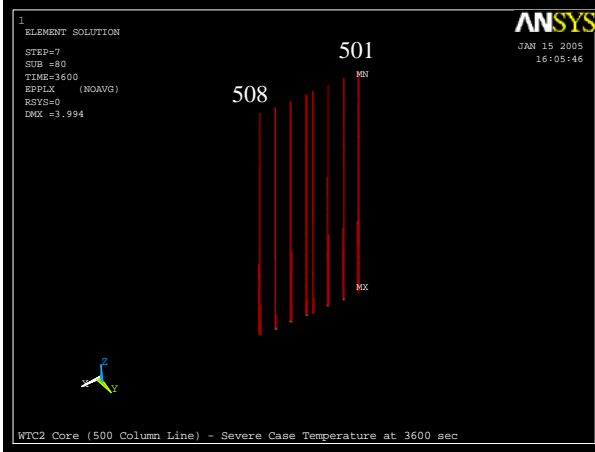 1
ELEMENT SOLUTION
STEP=7
SUB =80
TIME=3600
EPPLX (NOAVG)
RSYS=0
DMX =3.994
ANSYS
JAN 15 2005
16:05:46
501
MN
508
MX
Z
X
Y
WTC2 Core (500 Column Line) - Severe Case Temperature at 3600 sec